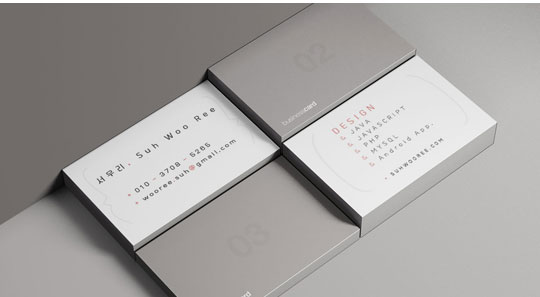 02
businesscard
서우리. Suh Woo Ree
* 010 - 3708 - 5265
* wooree.suh@gmail.com
DESIGN
& JAVA
& JAVASCRIPT
& PHP
& MYSQL
& Android App.
. SUHWOOREE.COM
03